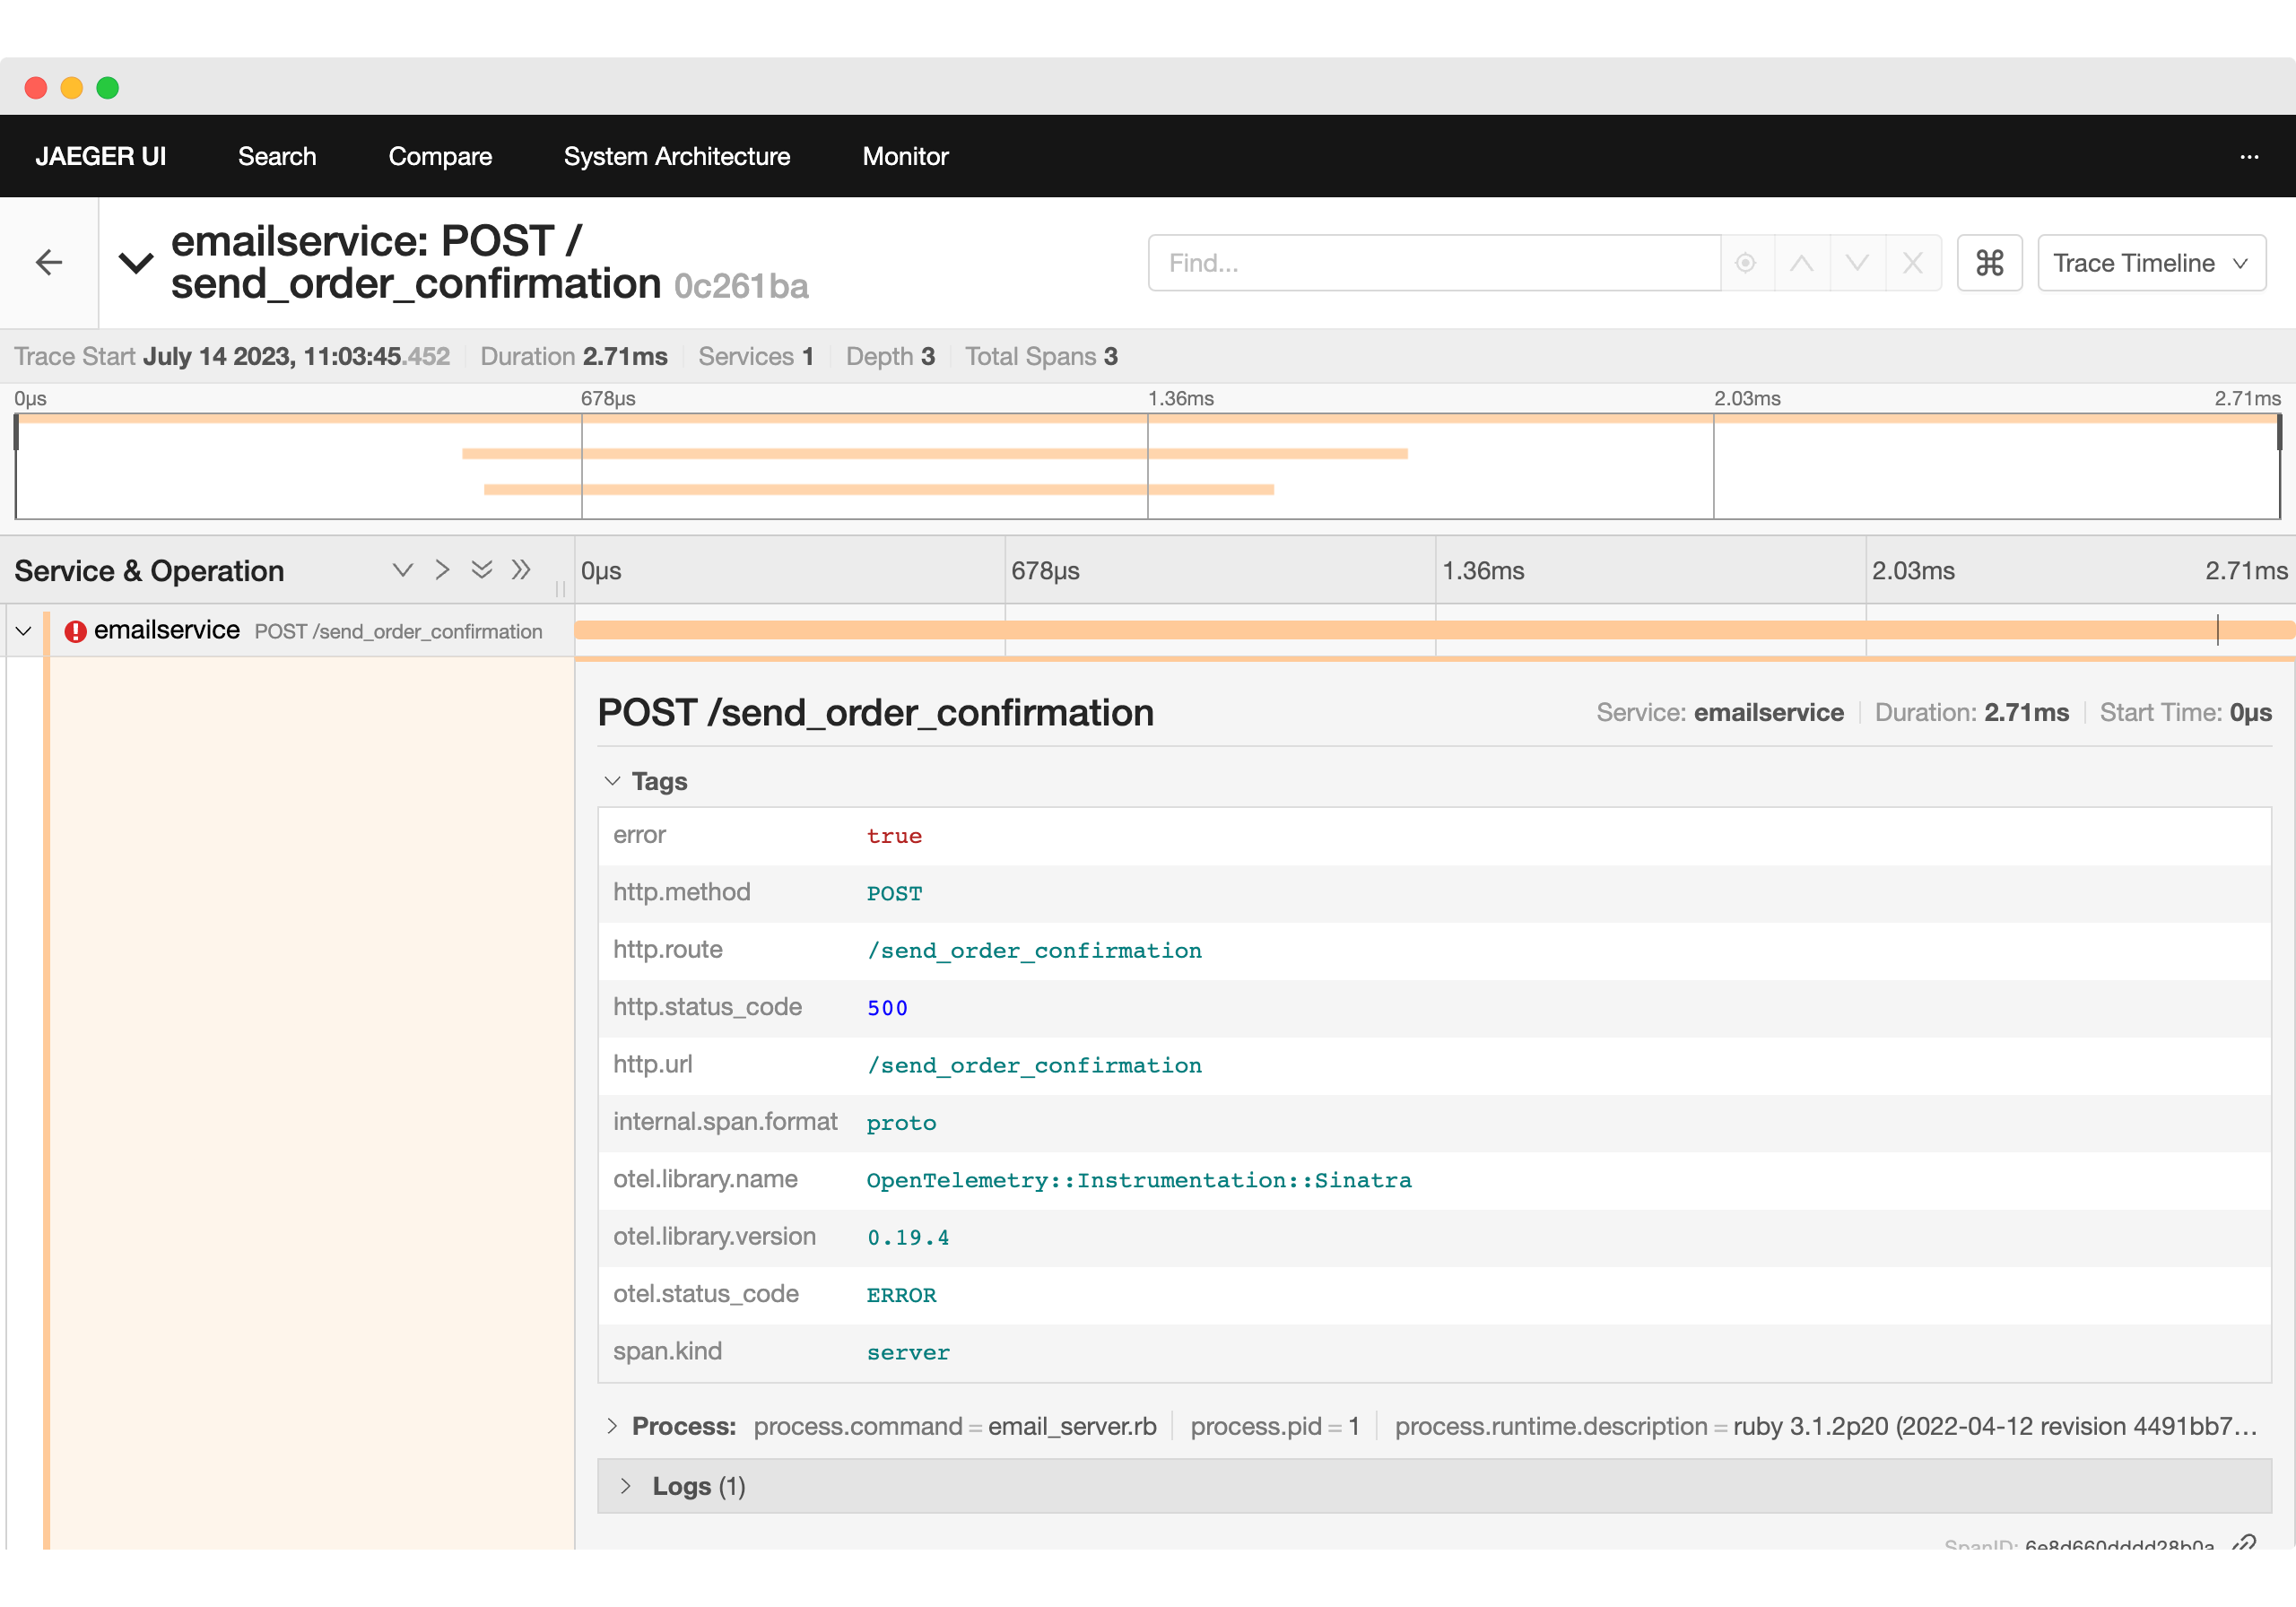 JAEGER UI Search Compare System Architecture Monitor ...
emailservice: POST /
send_order_confirmation 0c261ba
Find...
Trace Timeline
Trace Start July 14 2023, 11:03:45.452 Duration 2.71ms Services 1 Depth 3 Total Spans 3
0μs 678μs 1.36ms 2.03ms 2.71ms
Service & Operation 0μs 678μs 1.36ms 2.03ms 2.71ms
emailservice POST /send_order_confirmation
POST /send_order_confirmation Service: emailservice Duration: 2.71ms Start Time: 0μs
Tags
error true
http.method POST
http.route /send_order_confirmation
http.status_code 500
http.url /send_order_confirmation
internal.span.format proto
otel.library.name OpenTelemetry::Instrumentation::Sinatra
otel.library.version 0.19.4
otel.status_code ERROR
span.kind server
Process: process.command = email_server.rb process.pid = 1 process.runtime.description = ruby 3.1.2p20 (2022-04-12 revision 4491bb7...
Logs (1)
SpanID: 6e8d660dddd28b0a